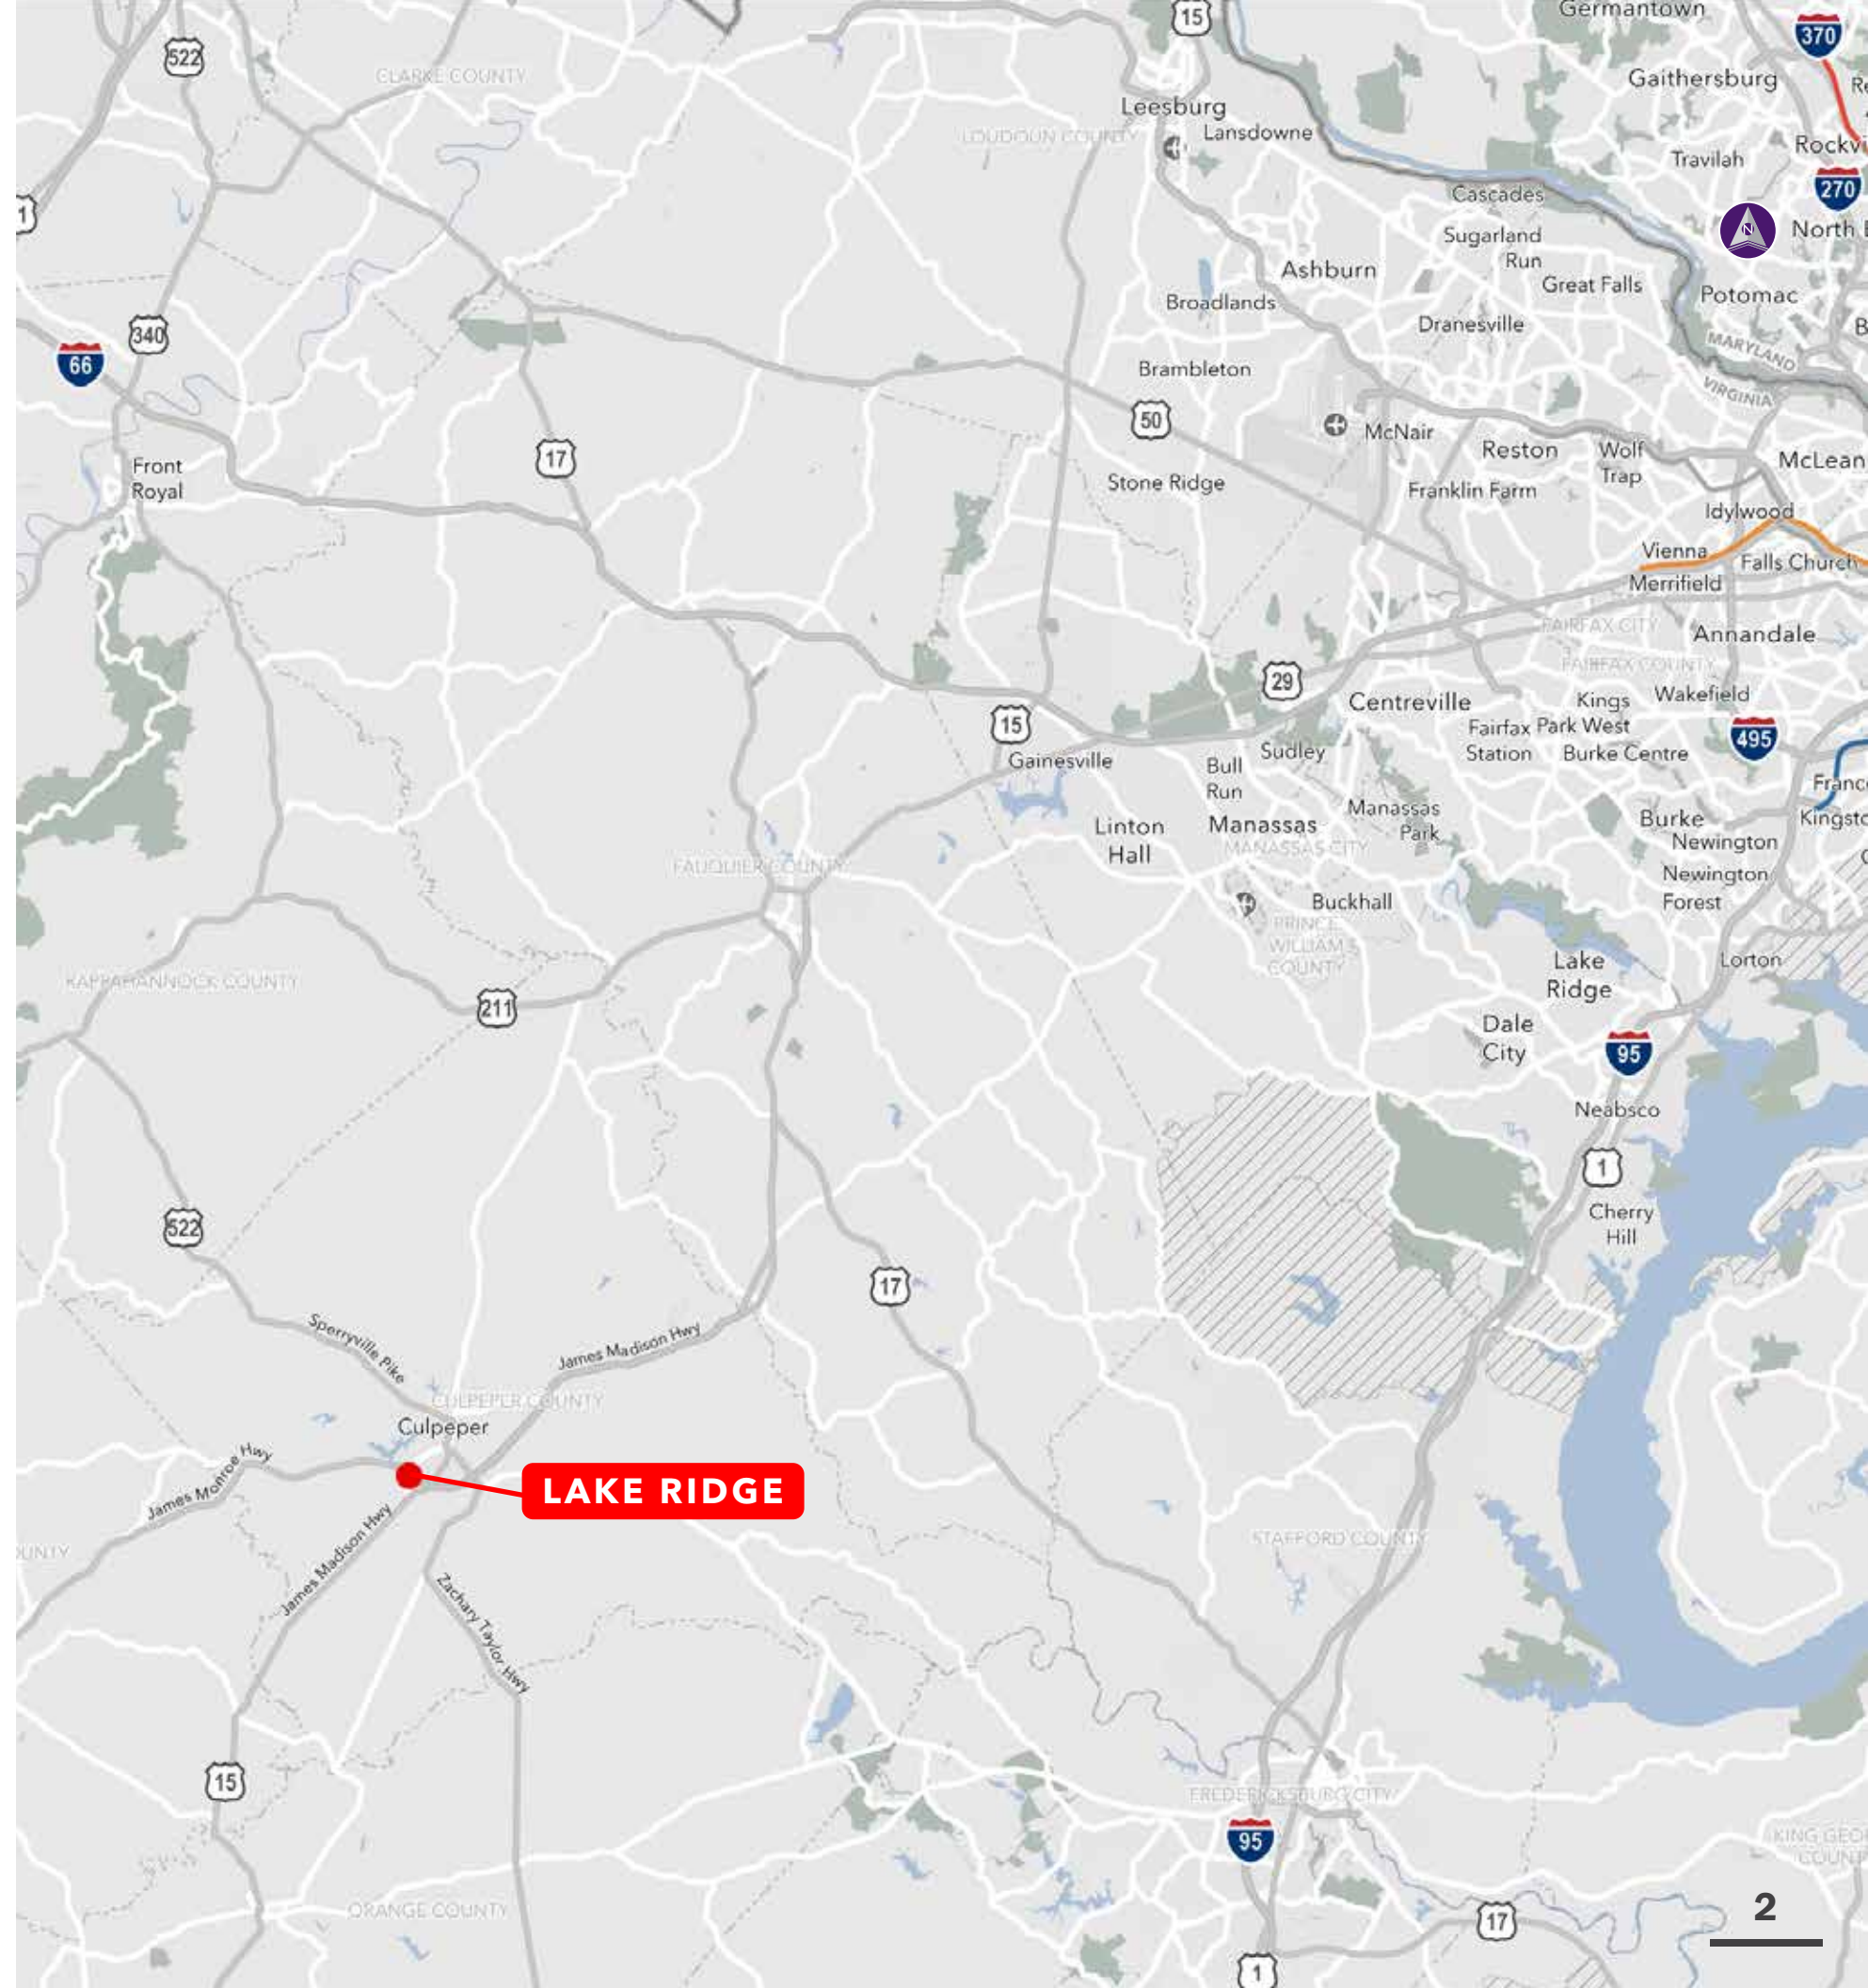 15
Germantown
370
522
CLARKE COUNTY
Gaithersburg
Leesburg
LOUDOUN COUNTY
Lansdowne
Travilah
Cascades
270
N
Sugarland
Run
Ashburn
Great Falls
Broadlands
Potomac
Dranesville
340
66
MARYLAND
Brambleton
VIRGINIA
50
McNair
Reston
Wolf
Trap
McLean
17
Front
Royal
Stone Ridge
Franklin Farm
Idylwood
Vienna
Falls Church
Merrifield
FAIRFAX CITY
Annandale
FAIRFAX COUNTY
29
Centreville
Kings
Park West
Wakefield
15
Fairfax
Station
495
Gainesville
Sudley
Burke Centre
Bull
Run
Manassas
Park
Linton
Hall
Manassas
MANASSAS CITY
Burke
Newington
FAUQUIER COUNTY
Newington
Forest
Buckhall
PRINCE
WILLIAM
COUNTY
Lake
Ridge
Lorton
RAPPAHANNOCK COUNTY
211
Dale
City
95
Neabsco
1
522
Cherry
Hill
17
Sperryville Pike
James Madison Hwy
CULPEPER COUNTY
Culpeper
James Monroe Hwy
LAKE RIDGE
James Madison Hwy
STAFFORD COUNTY
Zachary Taylor Hwy
15
FREDERICKSBURG CITY
95
ORANGE COUNTY
17
2
1